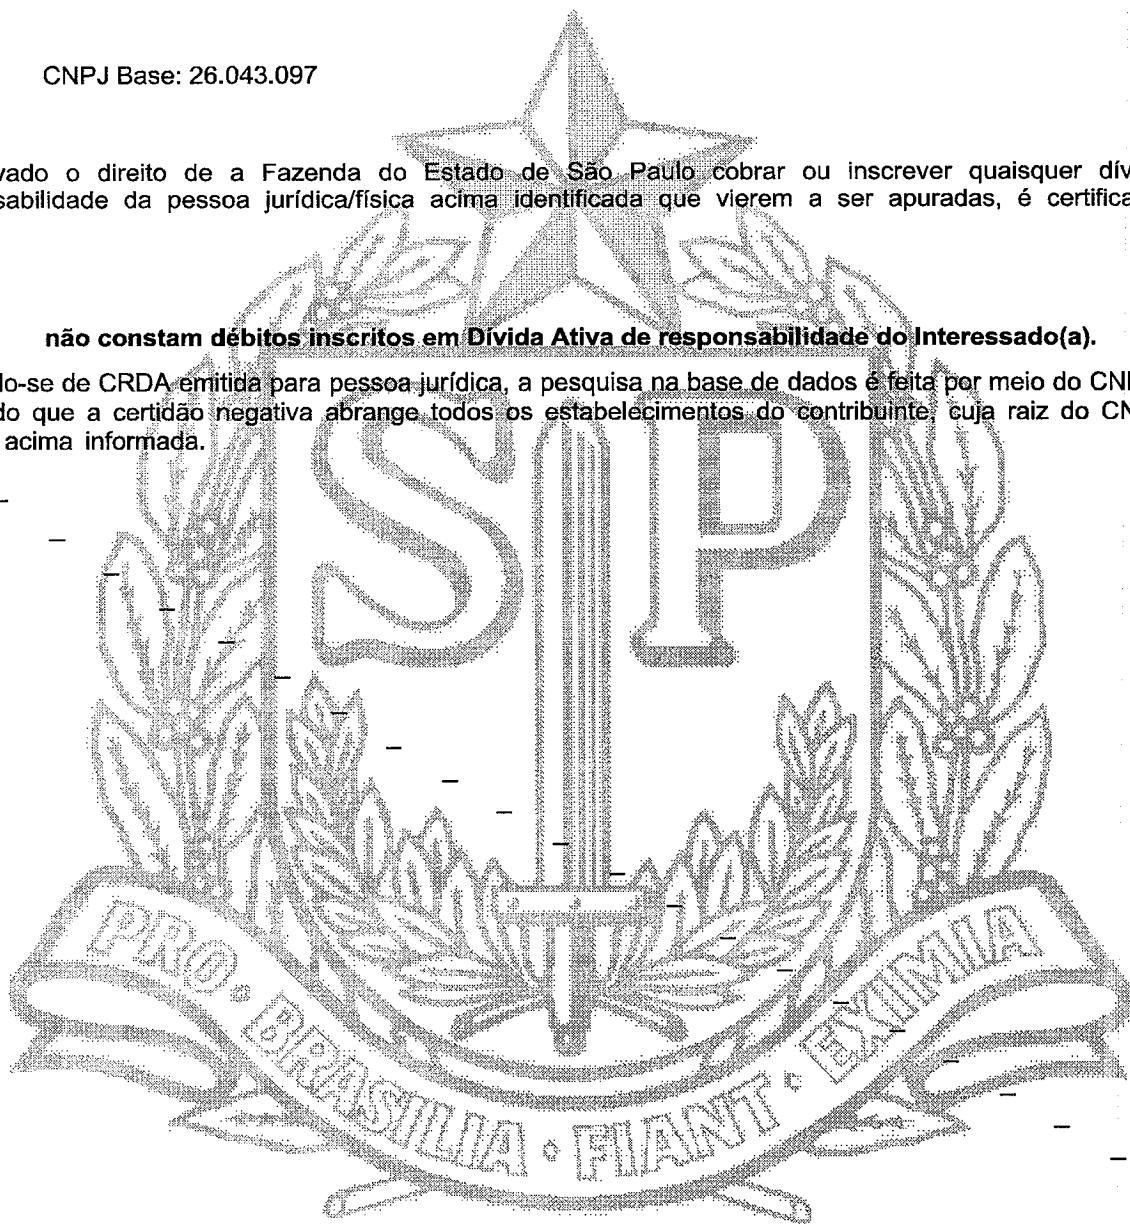 CNPJ Base: 26.043.097
vado o direito de a Fazenda do Estado de São Paulo cobrar ou inscrever quaisquer dív
sabilidade da pessoa jurídica/física acima identificada que vierem a ser apuradas, é certifica
não constam débitos inscritos em Dívida Ativa de responsabilidade do Interessado(a).
do-se de CRDA emitida para pessoa jurídica, a pesquisa na base de dados é feita por meio do CN
do que a certidão negativa abrange todos os estabelecimentos do contribuinte, cuja raiz do CN
acima informada.
SP
PRO • BRASILIA • FIANT • EXIMIA